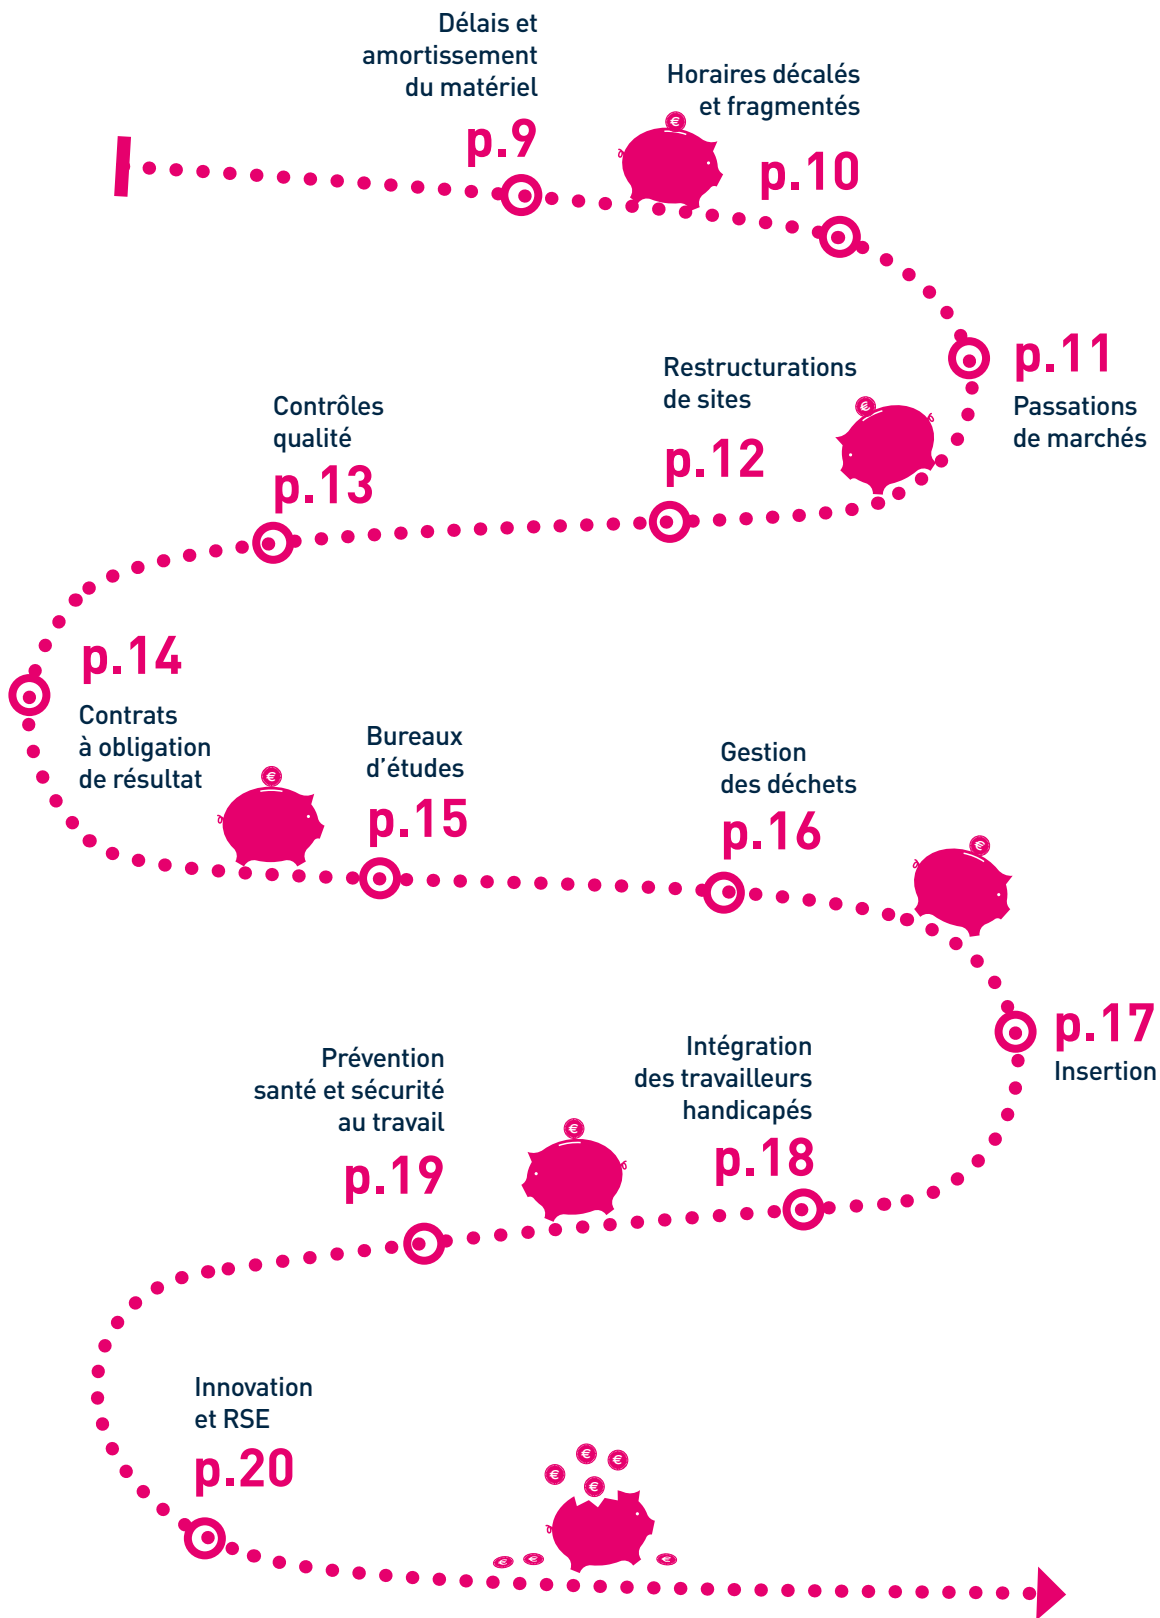 Délais et
amortissement
du matériel
p.9
Horaires décalés
et fragmentés
p.10
p.11
Passations
de marchés
Restructurations
de sites
p.12
Contrôles
qualité
p.13
p.14
Contrats
à obligation
de résultat
Bureaux
d’études
p.15
Gestion
des déchets
p.16
p.17
Insertion
Intégration
des travailleurs
handicapés
p.18
Prévention
santé et sécurité
au travail
p.19
Innovation
et RSE
p.20